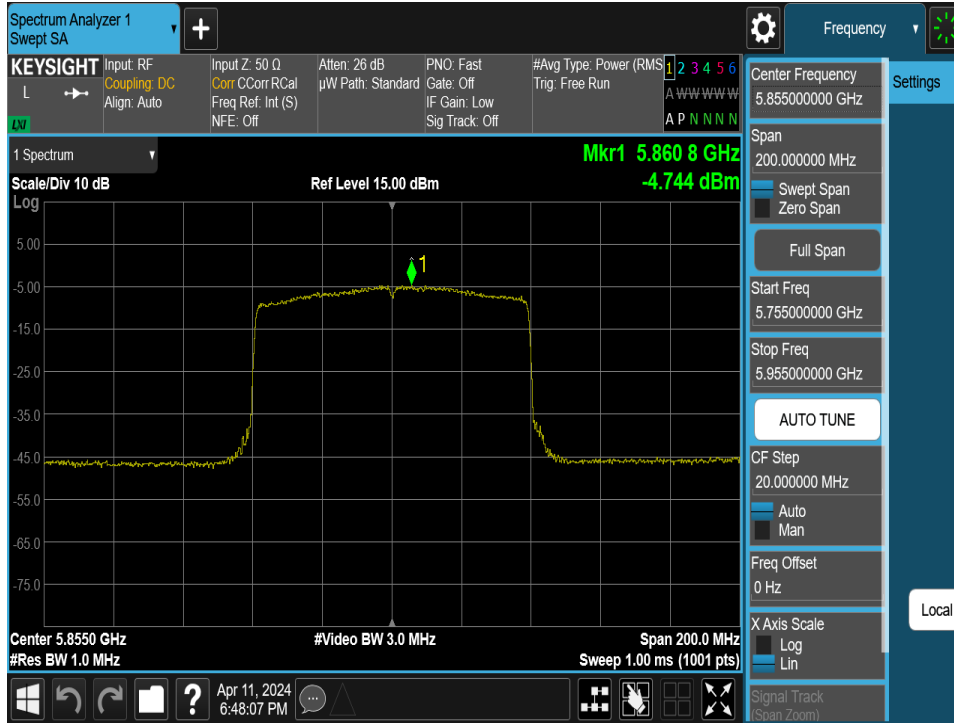 Spectrum Analyzer 1
Swept SA
+
Frequency
KEYSIGHT
L
LXI
Input: RF
Coupling: DC
Align: Auto
Input Z: 50 Ω
Corr CCorr RCal
Freq Ref: Int (S)
NFE: Off
Atten: 26 dB
µW Path: Standard
PNO: Fast
Gate: Off
IF Gain: Low
Sig Track: Off
#Avg Type: Power (RMS
Trig: Free Run
1 2 3 4 5 6
A W W W W W
A P N N N N
Center Frequency
5.855000000 GHz
Settings
1 Spectrum
Mkr1 5.860 8 GHz
-4.744 dBm
Scale/Div 10 dB
Ref Level 15.00 dBm
Log
5.00
-5.00
-15.0
-25.0
-35.0
-45.0
-55.0
-65.0
-75.0
1
Center 5.8550 GHz
#Video BW 3.0 MHz
Span 200.0 MHz
#Res BW 1.0 MHz
Sweep 1.00 ms (1001 pts)
Span
200.000000 MHz
Swept Span
Zero Span
Full Span
Start Freq
5.755000000 GHz
Stop Freq
5.955000000 GHz
AUTO TUNE
CF Step
20.000000 MHz
Auto
Man
Freq Offset
0 Hz
Local
X Axis Scale
Log
Lin
Signal Track
(Span Zoom)
?
Apr 11, 2024
6:48:07 PM